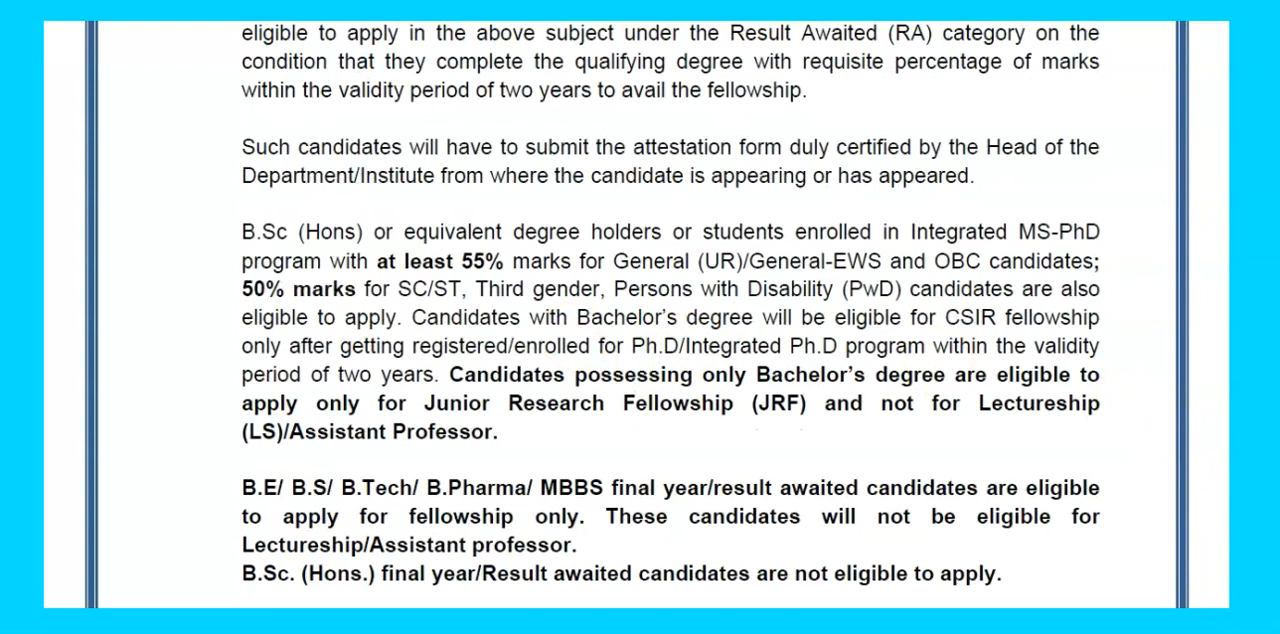 eligible to apply in the above subject under the Result Awaited (RA) category on the
condition that they complete the qualifying degree with requisite percentage of marks
within the validity period of two years to avail the fellowship.
Such candidates will have to submit the attestation form duly certified by the Head of the
Department/Institute from where the candidate is appearing or has appeared.
B.Sc (Hons) or equivalent degree holders or students enrolled in Integrated MS-PhD
program with at least 55% marks for General (UR)/General-EWS and OBC candidates;
50% marks for SC/ST, Third gender, Persons with Disability (PwD) candidates are also
eligible to apply. Candidates with Bachelor's degree will be eligible for CSIR fellowship
only after getting registered/enrolled for Ph.D/Integrated Ph.D program within the validity
period of two years. Candidates possessing only Bachelor's degree are eligible to
apply only for Junior Research Fellowship (JRF) and not for Lectureship
(LS)/Assistant Professor.
B.E/ B.S/ B.Tech/ B.Pharma/ MBBS final year/result awaited candidates are eligible
to apply for fellowship only. These candidates will not be eligible for
Lectureship/Assistant professor.
B.Sc. (Hons.) final year/Result awaited candidates are not eligible to apply.